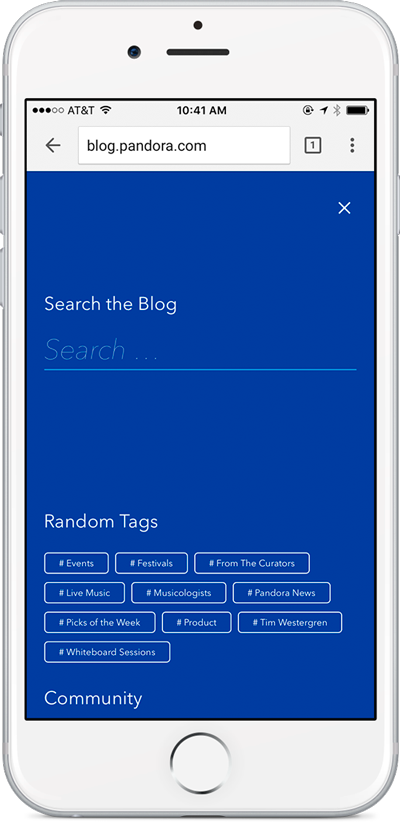 AT&T 10:41 AM
blog.pandora.com 1
Search the Blog
Search ...
Random Tags
# Events # Festivals # From The Curators
# Live Music # Musicologists # Pandora News
# Picks of the Week # Product # Tim Westergren
# Whiteboard Sessions
Community